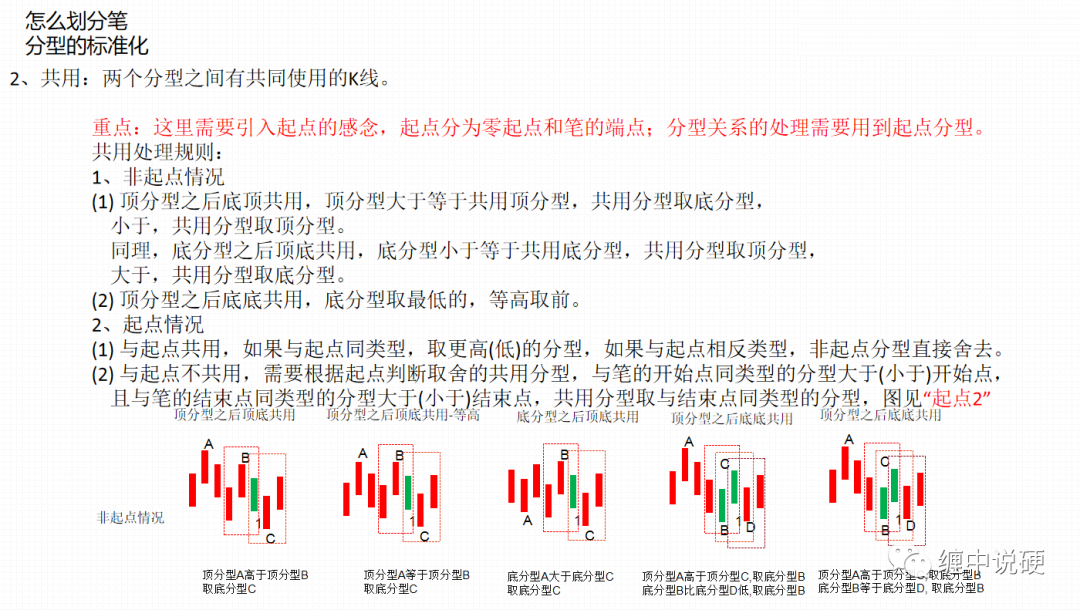 怎么划分笔
分型的标准化
2、共用：两个分型之间有共同使用的K线。
重点：这里需要引入起点的感念，起点分为零起点和笔的端点；分型关系的处理需要用到起点分型。
共用处理规则：
1、非起点情况
(1) 顶分型之后底顶共用，顶分型大于等于共用顶分型，共用分型取底分型，
小于，共用分型取顶分型。
同理，底分型之后顶底共用，底分型小于等于共用底分型，共用分型取顶分型，
大于，共用分型取底分型。
(2) 顶分型之后底底共用，底分型取最低的，等高取前。
2、起点情况
(1) 与起点共用，如果与起点同类型，取更高(低)的分型，如果与起点相反类型，非起点分型直接舍去。
(2) 与起点不共用，需要根据起点判断取舍的共用分型，与笔的开始点同类型的分型大于(小于)开始点，
且与笔的结束点同类型的分型大于(小于)结束点，共用分型取与结束点同类型的分型，图见“起点2”
顶分型之后顶底共用 顶分型之后顶底共用-等高 底分型之后顶底共用 顶分型之后底底共用 顶分型之后底底共用
A B 1 C
A B 1 C
B A 1 C
A C B 1 D
A C B 1 D
非起点情况
顶分型A高于顶分型B
取底分型C
顶分型A等于顶分型B
取底分型C
底分型A大于底分型C
取底分型C
顶分型A高于顶分型C,取底分型B
底分型B比底分型D低,取底分型B
顶分型A高于顶分型C,取底分型B
底分型B等于底分型D, 取底分型B
缠中说硬